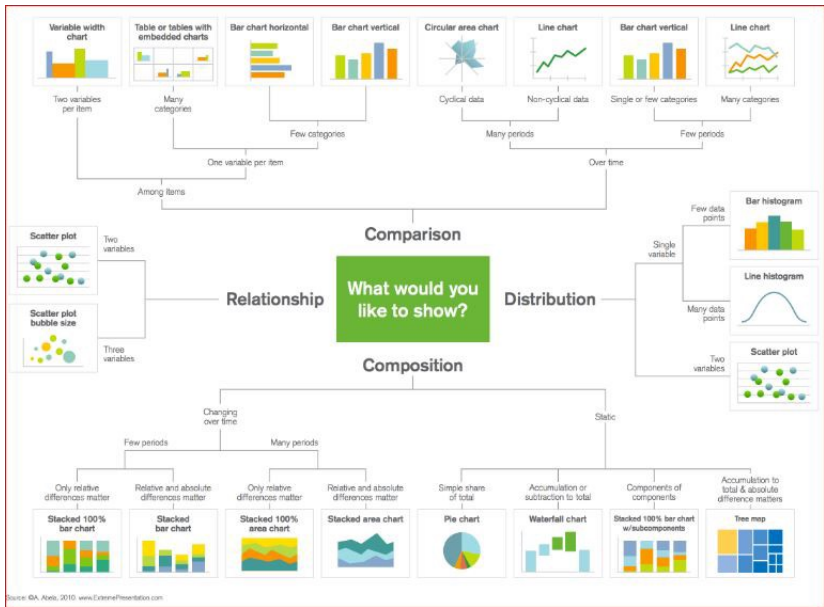 Variable width
chart
Table or tables with
embedded charts
Bar chart horizontal
Bar chart vertical
Circular area chart
Line chart
Bar chart vertical
Line chart
Two variables
per item
Many
categories
Few categories
Cyclical data
Non-cyclical data
Single or few categories
Many categories
Many periods
Few periods
One variable per item
Over time
Among items
Comparison
What would you
like to show?
Relationship
Scatter plot
Two
variables
Scatter plot
bubble size
Three
variables
Distribution
Single
variable
Few data
points
Bar histogram
Many data
points
Line histogram
Two
variables
Scatter plot
Composition
Changing
over time
Static
Few periods
Many periods
Only relative
differences matter
Relative and absolute
differences matter
Only relative
differences matter
Relative and absolute
differences matter
Simple share
of total
Accumulation or
subtraction to total
Components of
components
Accumulation to
total & absolute
difference matters
Stacked 100%
bar chart
Stacked
bar chart
Stacked 100%
area chart
Stacked area chart
Pie chart
Waterfall chart
Stacked 100% bar chart
w/subcomponents
Tree map
Source: ©A. Abela, 2010. www.ExtremePresentation.com